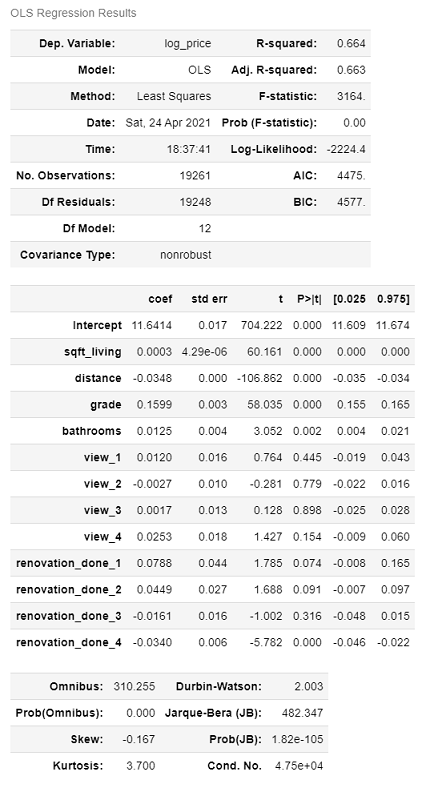 OLS Regression Results
Dep. Variable: log_price R-squared: 0.664
Model: OLS Adj. R-squared: 0.663
Method: Least Squares F-statistic: 3164.
Date: Sat, 24 Apr 2021 Prob (F-statistic): 0.00
Time: 18:37:41 Log-Likelihood: -2224.4
No. Observations: 19261 AIC: 4475.
Df Residuals: 19248 BIC: 4577.
Df Model: 12
Covariance Type: nonrobust
coef std err t P>|t| [0.025 0.975]
Intercept 11.6414 0.017 704.222 0.000 11.609 11.674
sqft_living 0.0003 4.29e-06 60.161 0.000 0.000 0.000
distance -0.0348 0.000 -106.862 0.000 -0.035 -0.034
grade 0.1599 0.003 58.035 0.000 0.155 0.165
bathrooms 0.0125 0.004 3.052 0.002 0.004 0.021
view_1 0.0120 0.016 0.764 0.445 -0.019 0.043
view_2 -0.0027 0.010 -0.281 0.779 -0.022 0.016
view_3 0.0017 0.013 0.128 0.898 -0.025 0.028
view_4 0.0253 0.018 1.427 0.154 -0.009 0.060
renovation_done_1 0.0788 0.044 1.785 0.074 -0.008 0.165
renovation_done_2 0.0449 0.027 1.688 0.091 -0.007 0.097
renovation_done_3 -0.0161 0.016 -1.002 0.316 -0.048 0.015
renovation_done_4 -0.0340 0.006 -5.782 0.000 -0.046 -0.022
Omnibus: 310.255 Durbin-Watson: 2.003
Prob(Omnibus): 0.000 Jarque-Bera (JB): 482.347
Skew: -0.167 Prob(JB): 1.82e-105
Kurtosis: 3.700 Cond. No. 4.75e+04